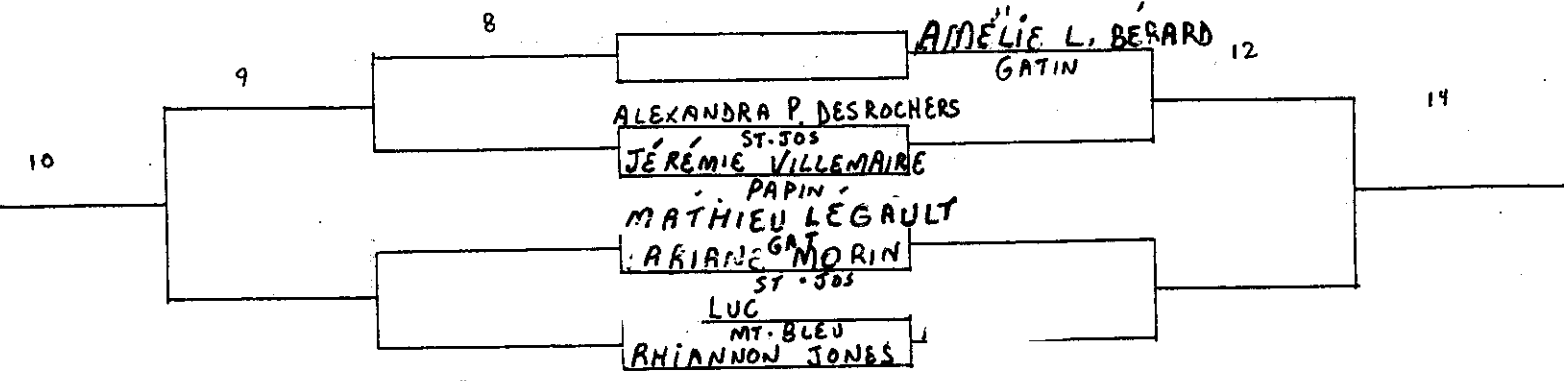 8
AMÉLIE L. BÉRARD
GATIN
12
9
14
ALEXANDRA P. DESROCHERS
ST-JOS
10
JÉRÉMIE VILLEMAIRE
PAPIN
MATHIEU LÉGAULT
GAT
ARIANE MORIN
ST-JOS
LUC
MT-BLEU
RHIANNON JONES